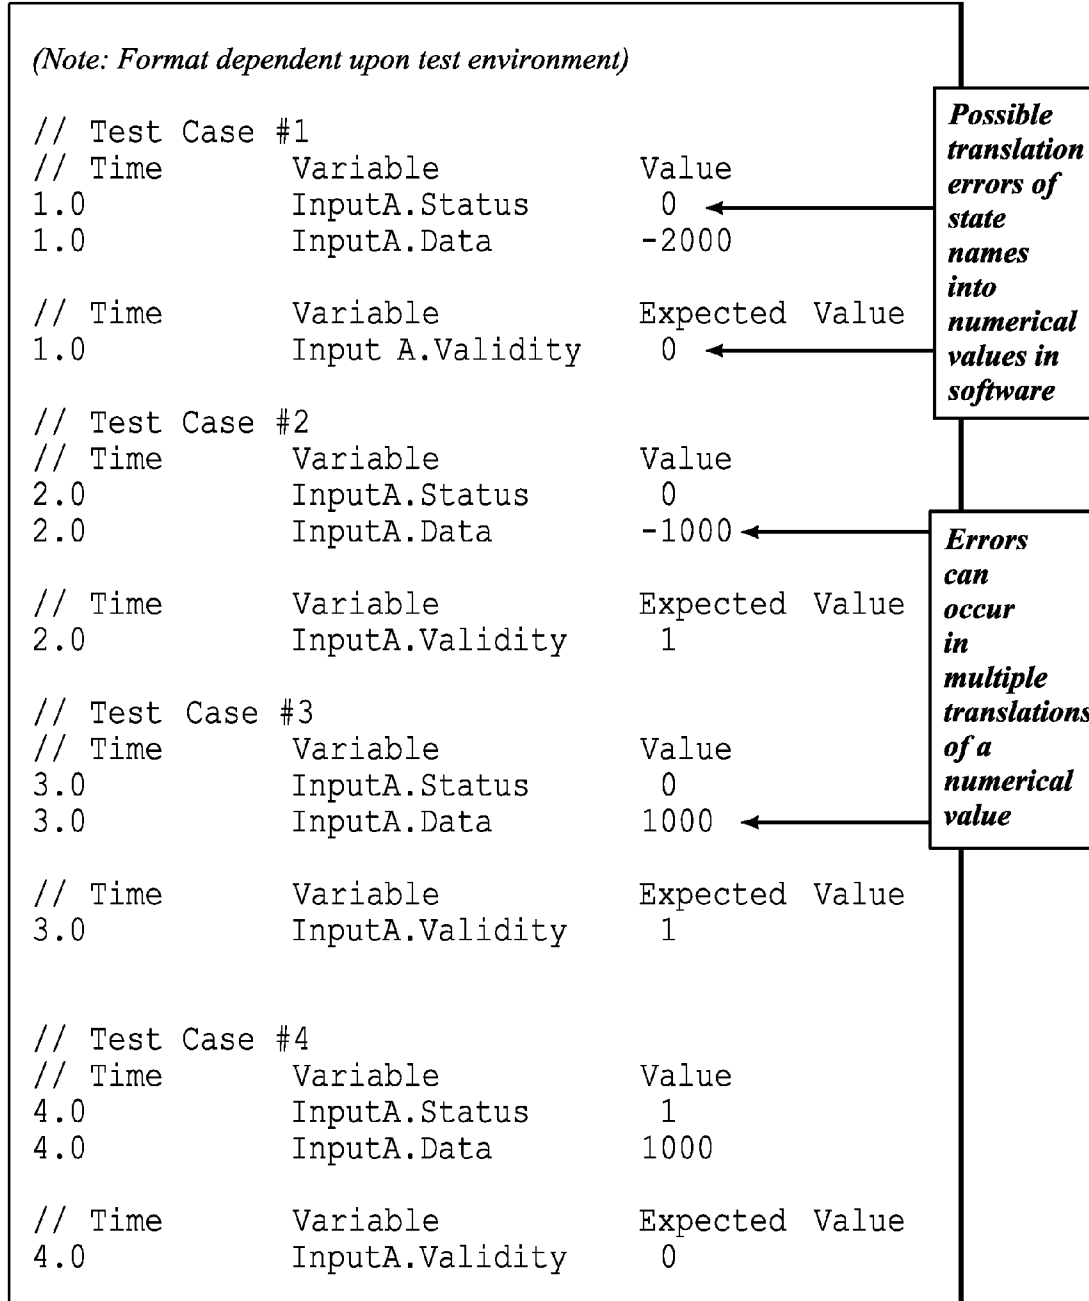 (Note: Format dependent upon test environment)
// Test Case #1
// Time Variable Value
1.0 InputA.Status 0
1.0 InputA.Data -2000
// Time Variable Expected Value
1.0 Input A.Validity 0
Possible
translation
errors of
state
names
into
numerical
values in
software
// Test Case #2
// Time Variable Value
2.0 InputA.Status 0
2.0 InputA.Data -1000
// Time Variable Expected Value
2.0 InputA.Validity 1
Errors
can
occur
in
multiple
translations
of a
numerical
value
// Test Case #3
// Time Variable Value
3.0 InputA.Status 0
3.0 InputA.Data 1000
// Time Variable Expected Value
3.0 InputA.Validity 1
// Test Case #4
// Time Variable Value
4.0 InputA.Status 1
4.0 InputA.Data 1000
// Time Variable Expected Value
4.0 InputA.Validity 0